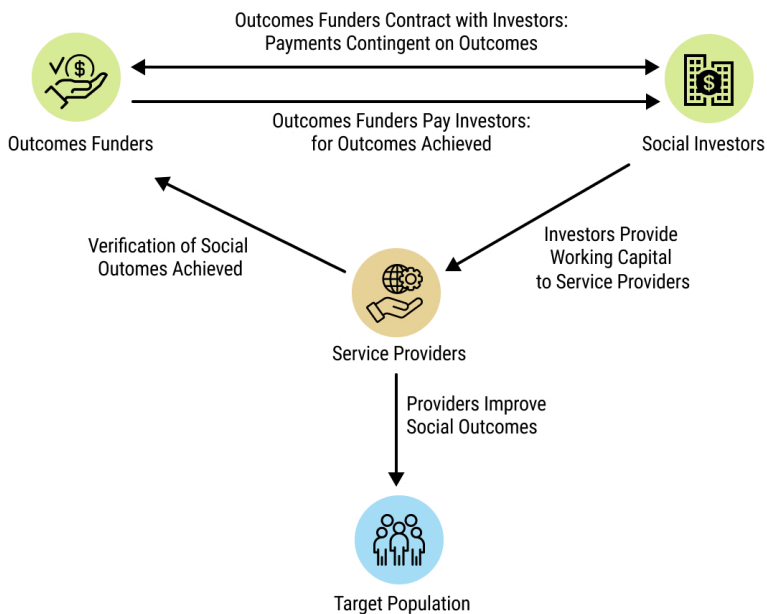 Outcomes Funders Contract with Investors:
Payments Contingent on Outcomes
Outcomes Funders Pay Investors:
for Outcomes Achieved
Outcomes Funders
Social Investors
Verification of Social
Outomes Achieved
Investors Provide
Working Capital
to Service Providers
Service Providers
Providers Improve
Social Outcomes
Target Population